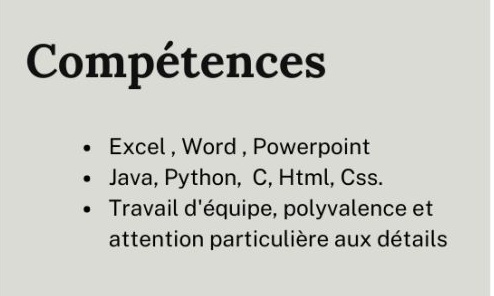 Compétences
• Excel , Word , Powerpoint
• Java, Python,  C, Html, Css.
• Travail d'équipe, polyvalence et
attention particulière aux détails